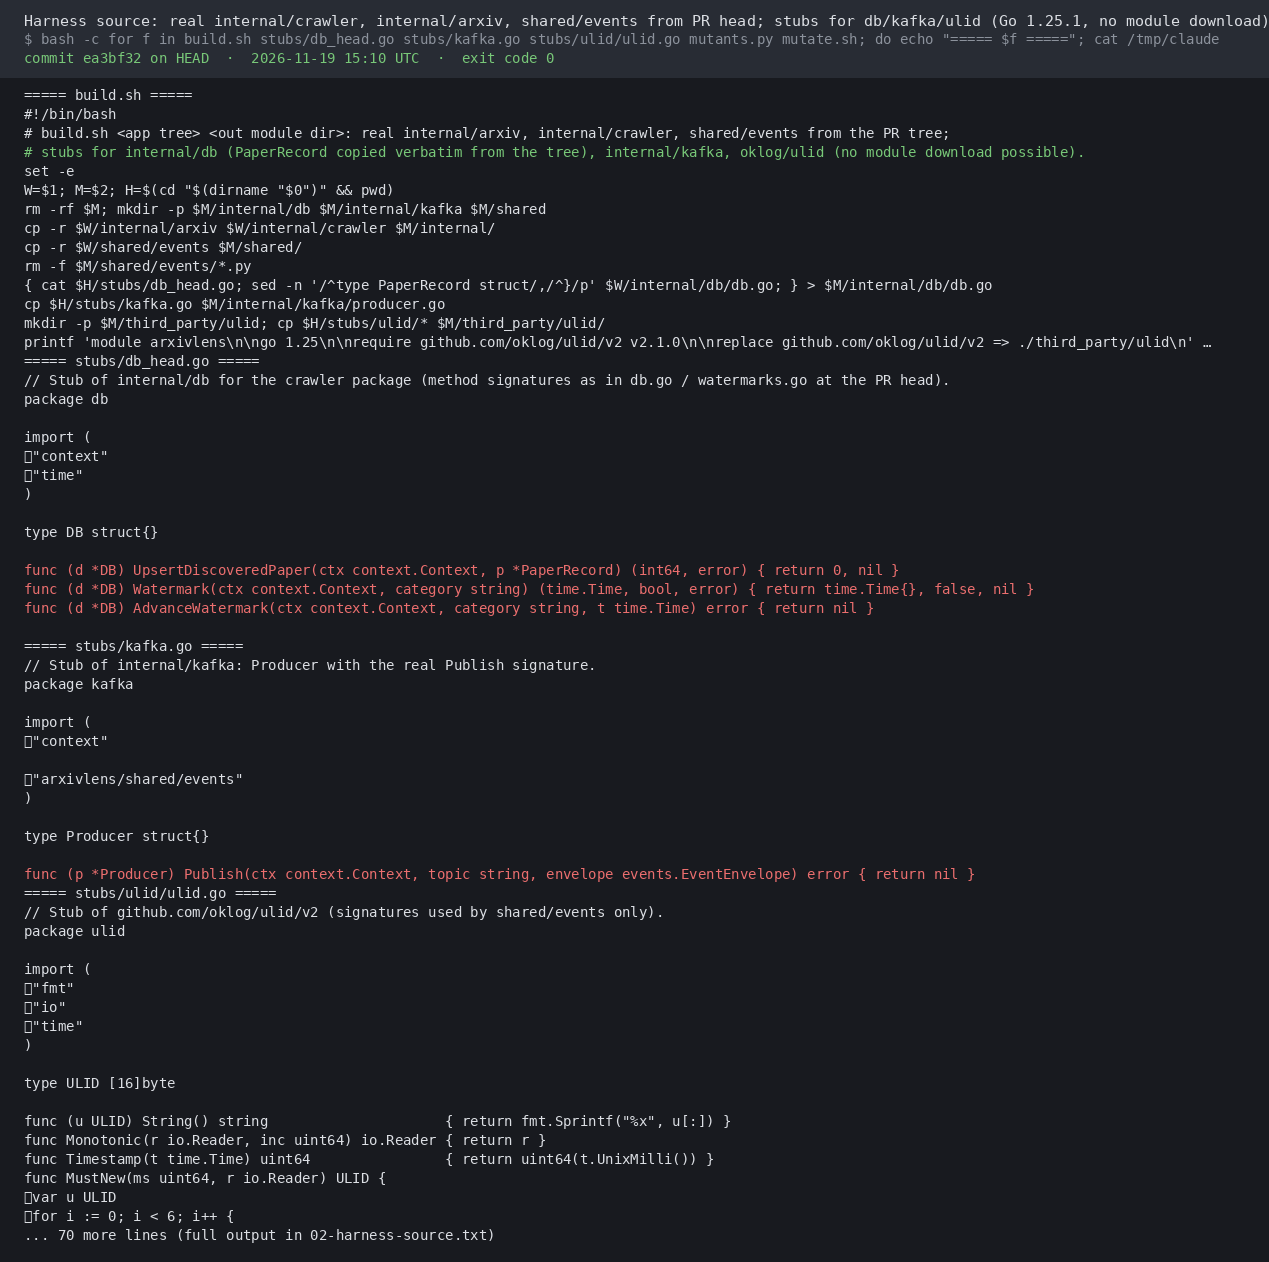 Harness source: real internal/crawler, internal/arxiv, shared/events from PR head; stubs for db/kafka/ulid (Go 1.25.1, no module download)
$ bash -c for f in build.sh stubs/db_head.go stubs/kafka.go stubs/ulid/ulid.go mutants.py mutate.sh; do echo "===== $f ====="; cat /tmp/claude
commit ea3bf32 on HEAD  ·  2026-11-19 15:10 UTC  ·  exit code 0
===== build.sh =====
#!/bin/bash
# build.sh <app tree> <out module dir>: real internal/arxiv, internal/crawler, shared/events from the PR tree;
# stubs for internal/db (PaperRecord copied verbatim from the tree), internal/kafka, oklog/ulid (no module download possible).
set -e
W=$1; M=$2; H=$(cd "$(dirname "$0")" && pwd)
rm -rf $M; mkdir -p $M/internal/db $M/internal/kafka $M/shared
cp -r $W/internal/arxiv $W/internal/crawler $M/internal/
cp -r $W/shared/events $M/shared/
rm -f $M/shared/events/*.py
{ cat $H/stubs/db_head.go; sed -n '/^type PaperRecord struct/,/^}/p' $W/internal/db/db.go; } > $M/internal/db/db.go
cp $H/stubs/kafka.go $M/internal/kafka/producer.go
mkdir -p $M/third_party/ulid; cp $H/stubs/ulid/* $M/third_party/ulid/
printf 'module arxivlens\n\ngo 1.25\n\nrequire github.com/oklog/ulid/v2 v2.1.0\n\nreplace github.com/oklog/ulid/v2 => ./third_party/ulid\n' …
===== stubs/db_head.go =====
// Stub of internal/db for the crawler package (method signatures as in db.go / watermarks.go at the PR head).
package db
import (
"context"
"time"
)
type DB struct{}
func (d *DB) UpsertDiscoveredPaper(ctx context.Context, p *PaperRecord) (int64, error) { return 0, nil }
func (d *DB) Watermark(ctx context.Context, category string) (time.Time, bool, error) { return time.Time{}, false, nil }
func (d *DB) AdvanceWatermark(ctx context.Context, category string, t time.Time) error { return nil }
===== stubs/kafka.go =====
// Stub of internal/kafka: Producer with the real Publish signature.
package kafka
import (
"context"
"arxivlens/shared/events"
)
type Producer struct{}
func (p *Producer) Publish(ctx context.Context, topic string, envelope events.EventEnvelope) error { return nil }
===== stubs/ulid/ulid.go =====
// Stub of github.com/oklog/ulid/v2 (signatures used by shared/events only).
package ulid
import (
"fmt"
"io"
"time"
)
type ULID [16]byte
func (u ULID) String() string                     { return fmt.Sprintf("%x", u[:]) }
func Monotonic(r io.Reader, inc uint64) io.Reader { return r }
func Timestamp(t time.Time) uint64                { return uint64(t.UnixMilli()) }
func MustNew(ms uint64, r io.Reader) ULID {
var u ULID
for i := 0; i < 6; i++ {
... 70 more lines (full output in 02-harness-source.txt)